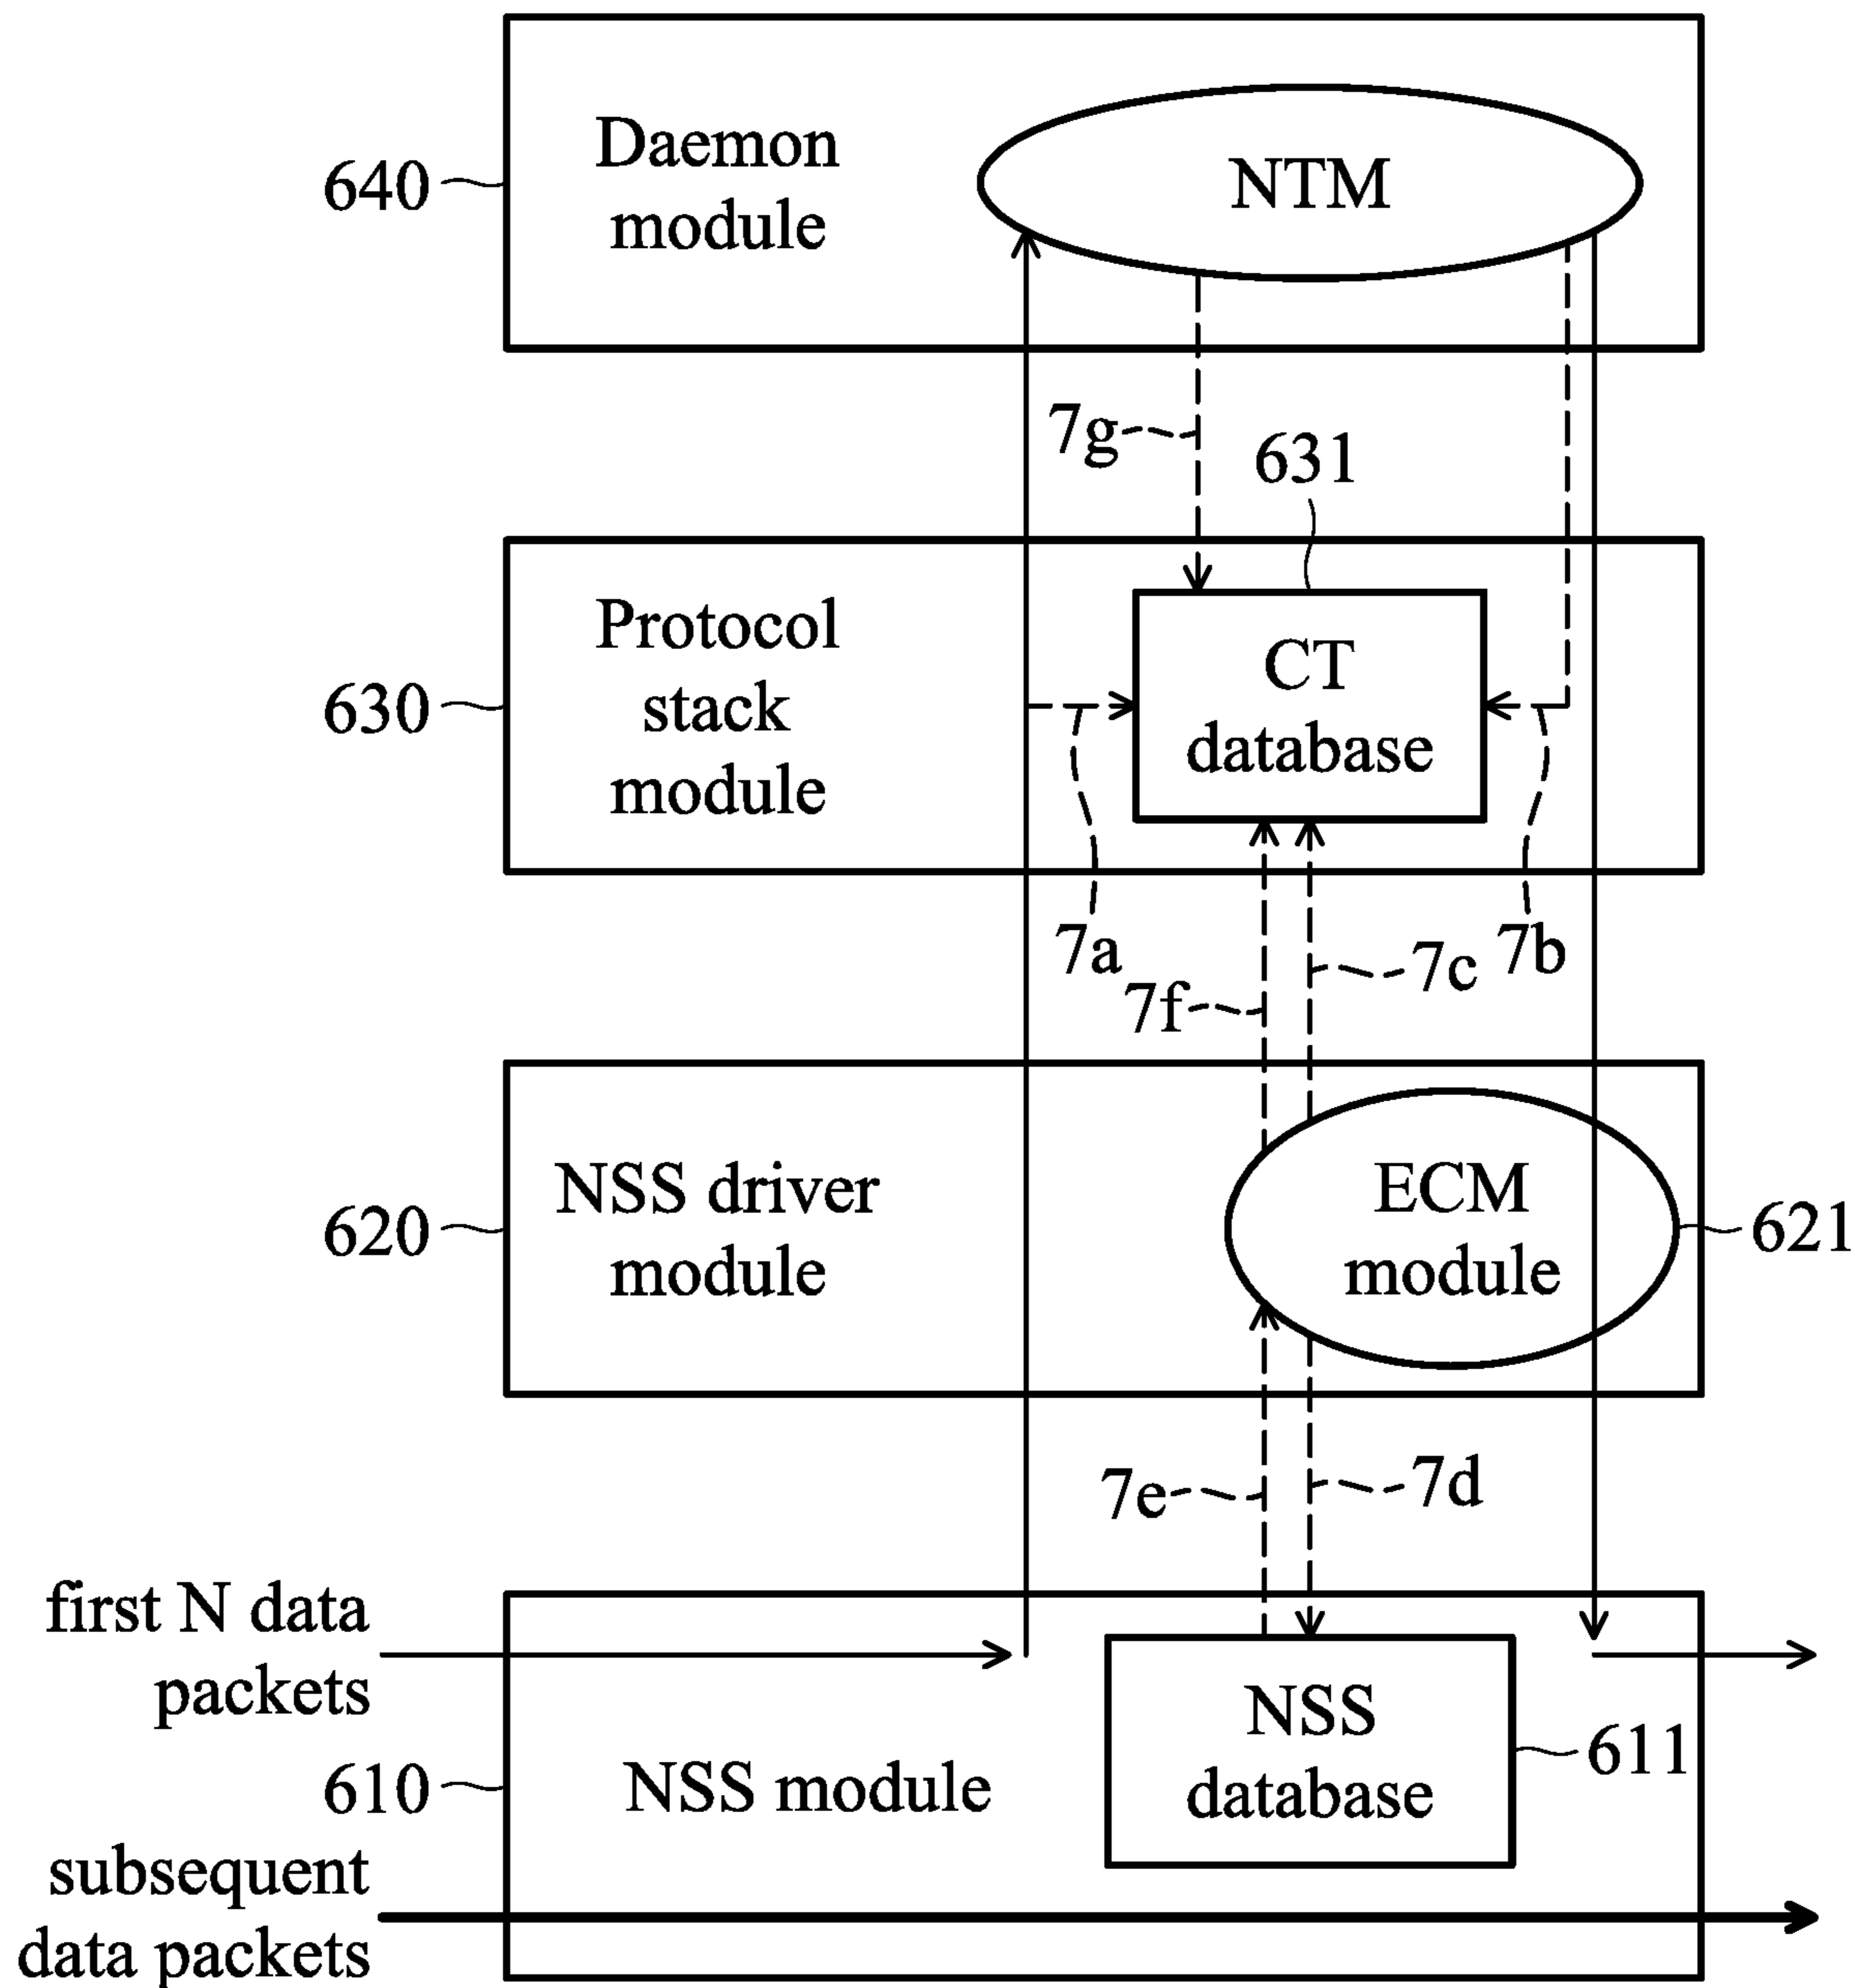 Daemon
module
NTM
640
7g
631
Protocol
stack
module
CT
database
630
7a
7b
7c
7f
NSS driver
module
ECM
module
620
621
7e
7d
first N data
packets
NSS
database
611
610
NSS module
subsequent
data packets